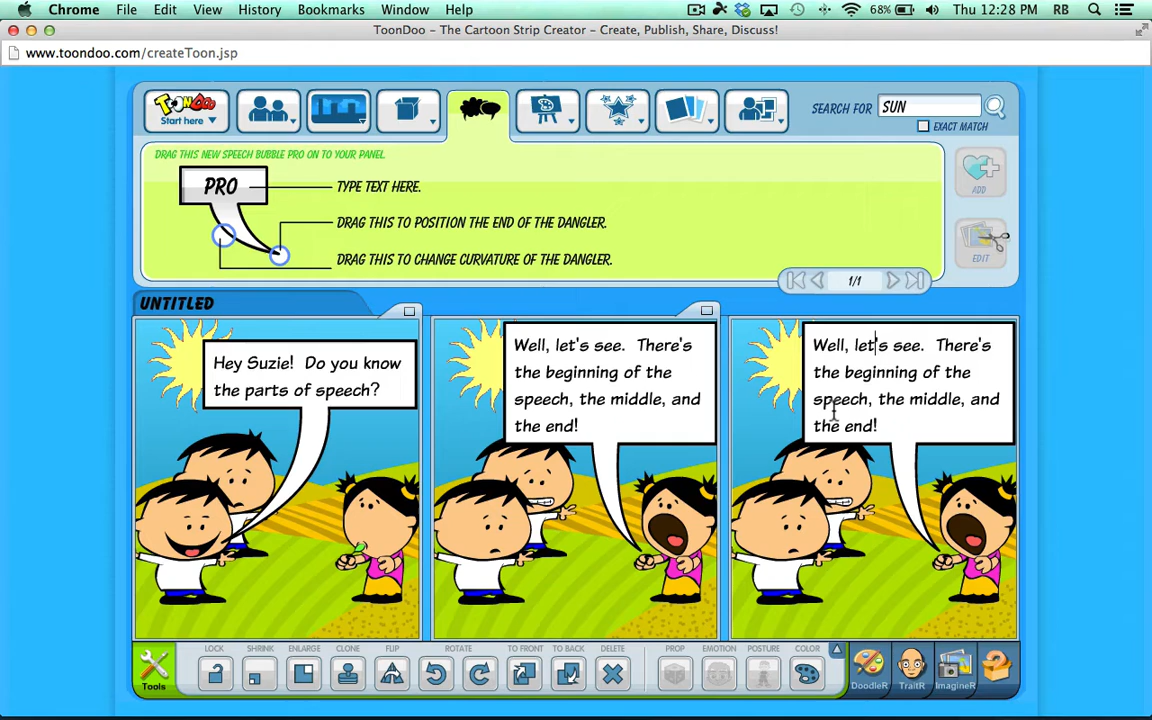 Chrome File Edit View History Bookmarks Window Help 68% Thu 12:28 PM RB
ToonDoo - The Cartoon Strip Creator - Create, Publish, Share, Discuss!
www.toondoo.com/createToon.jsp
TOONDOO
Start here
SEARCH FOR SUN
EXACT MATCH
DRAG THIS NEW SPEECH BUBBLE PRO ON TO YOUR PANEL.
PRO
TYPE TEXT HERE.
DRAG THIS TO POSITION THE END OF THE DANGLER.
DRAG THIS TO CHANGE CURVATURE OF THE DANGLER.
ADD
EDIT
1/1
UNTITLED
Hey Suzie! Do you know
the parts of speech?
Well, let's see. There's
the beginning of the
speech, the middle, and
the end!
Well, let's see. There's
the beginning of the
speech, the middle, and
the end!
Tools
LOCK SHRINK ENLARGE CLONE FLIP ROTATE TO FRONT TO BACK DELETE PROP EMOTION POSTURE COLOR
DoodleR TraitR ImagineR